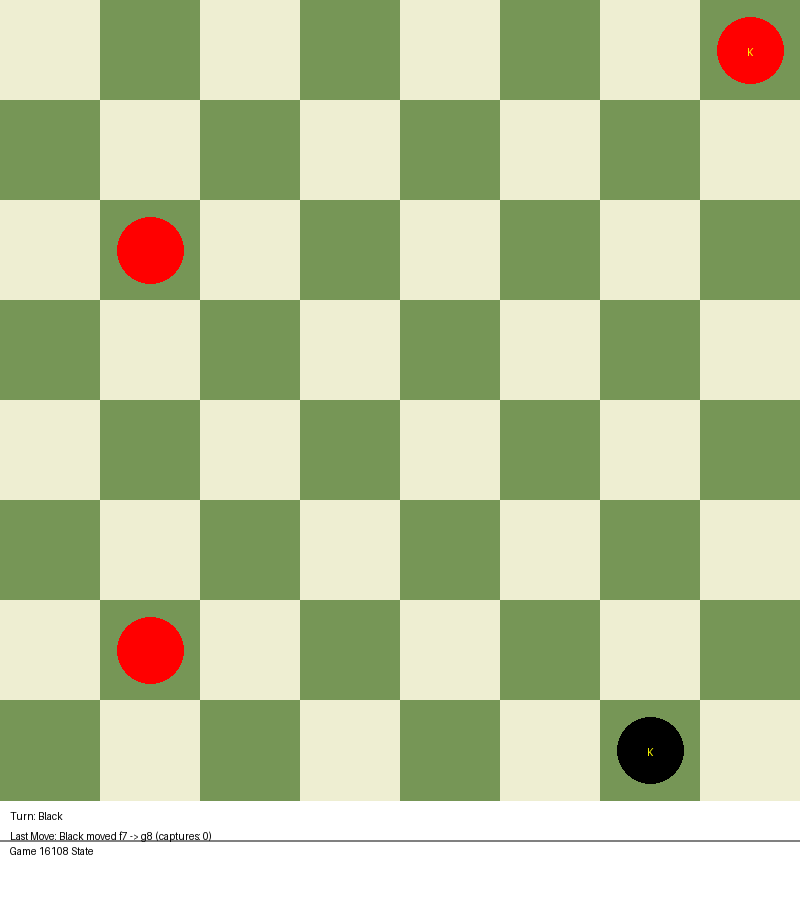 K
K
Turn: Black
Last Move: Black moved f7 -> g8 (captures: 0)
Game 16108 State